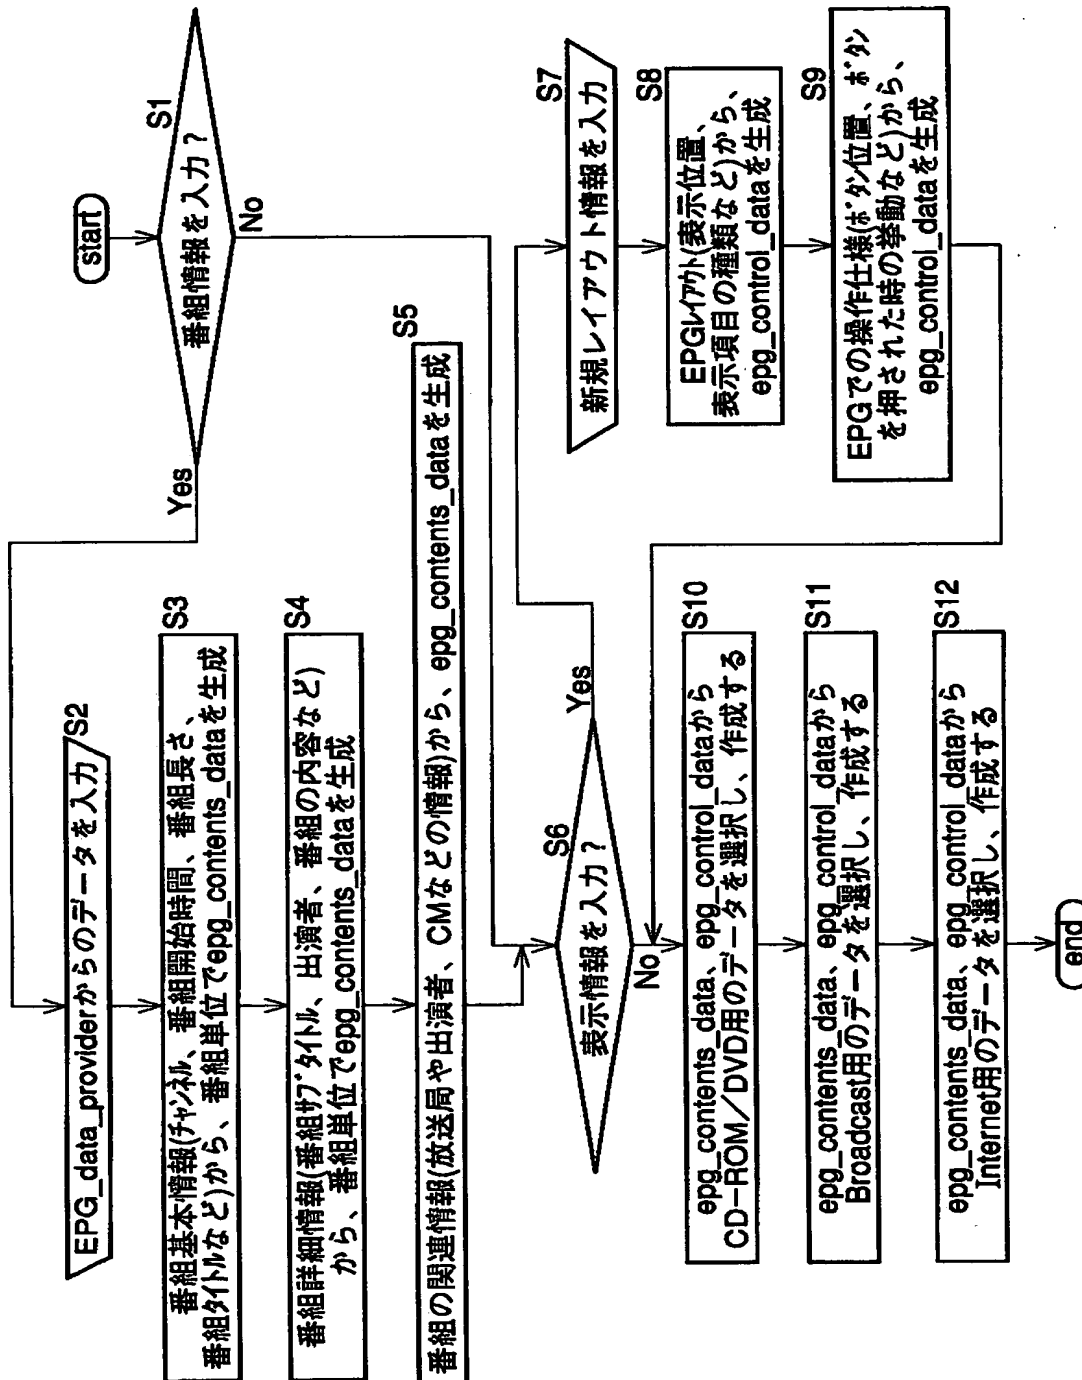 start
S1
番組情報を入力?
Yes
No
S2
EPG_data_providerからのデータを入力
S3
番組基本情報(チャンネル、番組開始時間、番組長さ、
番組タイトルなど)から、番組単位でepg_contents_dataを生成
S4
番組詳細情報(番組サブタイトル、出演者、番組の内容など)
から、番組単位でepg_contents_dataを生成
S5
番組の関連情報(放送局や出演者、CMなどの情報)から、epg_contents_dataを生成
S6
表示情報を入力?
Yes
No
S7
新規レイアウト情報を入力
S8
EPGレイアウト(表示位置、
表示項目の種類など)から、
epg_control_dataを生成
S9
EPGでの操作仕様(ボタン位置、ボタン
を押された時の挙動など)から、
epg_control_dataを生成
S10
epg_contents_data、epg_control_dataから
CD-ROM/DVD用のデータを選択し、作成する
S11
epg_contents_data、epg_control_dataから
Broadcast用のデータを選択し、作成する
S12
epg_contents_data、epg_control_dataから
Internet用のデータを選択し、作成する
end